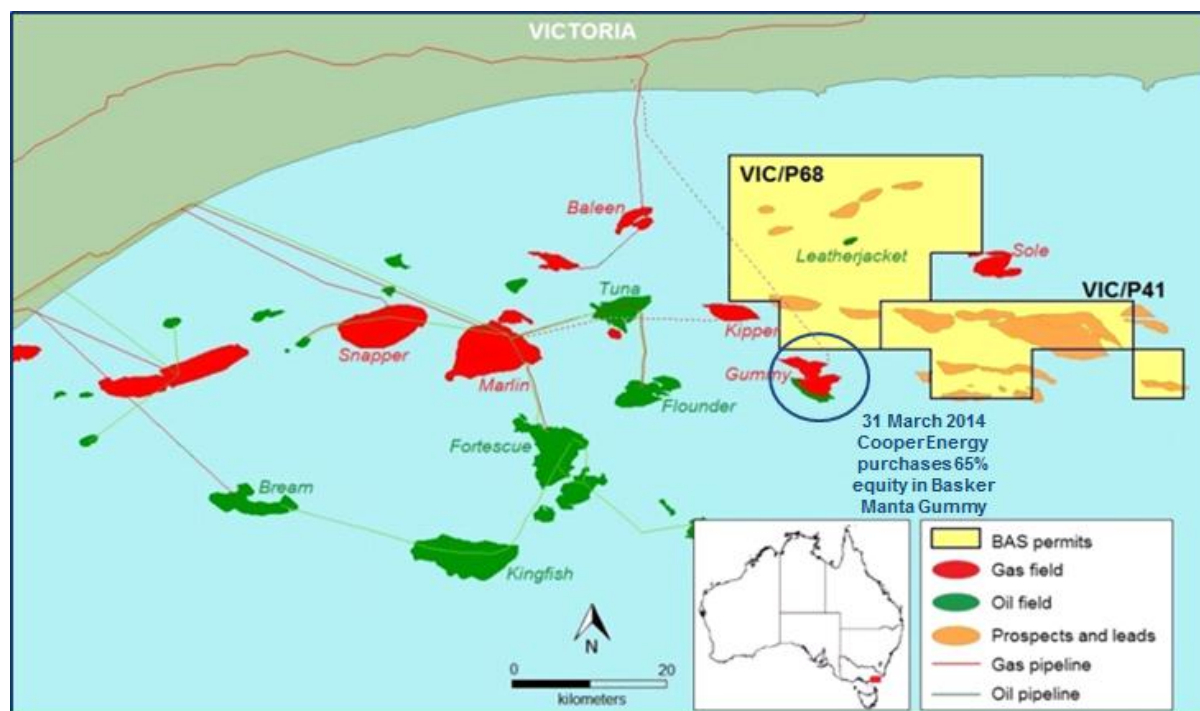 VICTORIA
VIC/P68
Baleen
Leatherjacket
Sole
VIC/P41
Tuna
Kipper
Snapper
Marlin
Gummy
Flounder
31 March 2014
Cooper Energy
purchases 65%
equity in Basker
Manta Gummy
Fortescue
Bream
Kingfish
N
0 20
kilometers
BAS permits
Gas field
Oil field
Prospects and leads
Gas pipeline
Oil pipeline